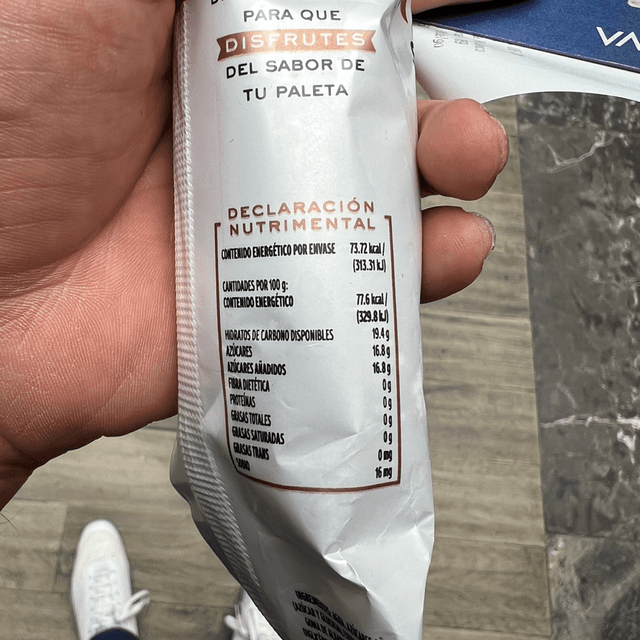 PARA QUE
DISFRUTES
DEL SABOR DE
TU PALETA
DECLARACIÓN
NUTRIMENTAL
CONTENIDO ENERGÉTICO POR ENVASE 73.72 kcal/
(313.31 kJ)
CANTIDADES POR 100 g:
CONTENIDO ENERGÉTICO 77.6 kcal/
(329.8 kJ)
HIDRATOS DE CARBONO DISPONIBLES 19.4 g
AZÚCARES 16.8 g
AZÚCARES AÑADIDOS 16.8 g
FIBRA DIETÉTICA 0 g
PROTEÍNAS 0 g
GRASAS TOTALES 0 g
GRASAS SATURADAS 0 g
GRASAS TRANS 0 mg
16 mg
VA